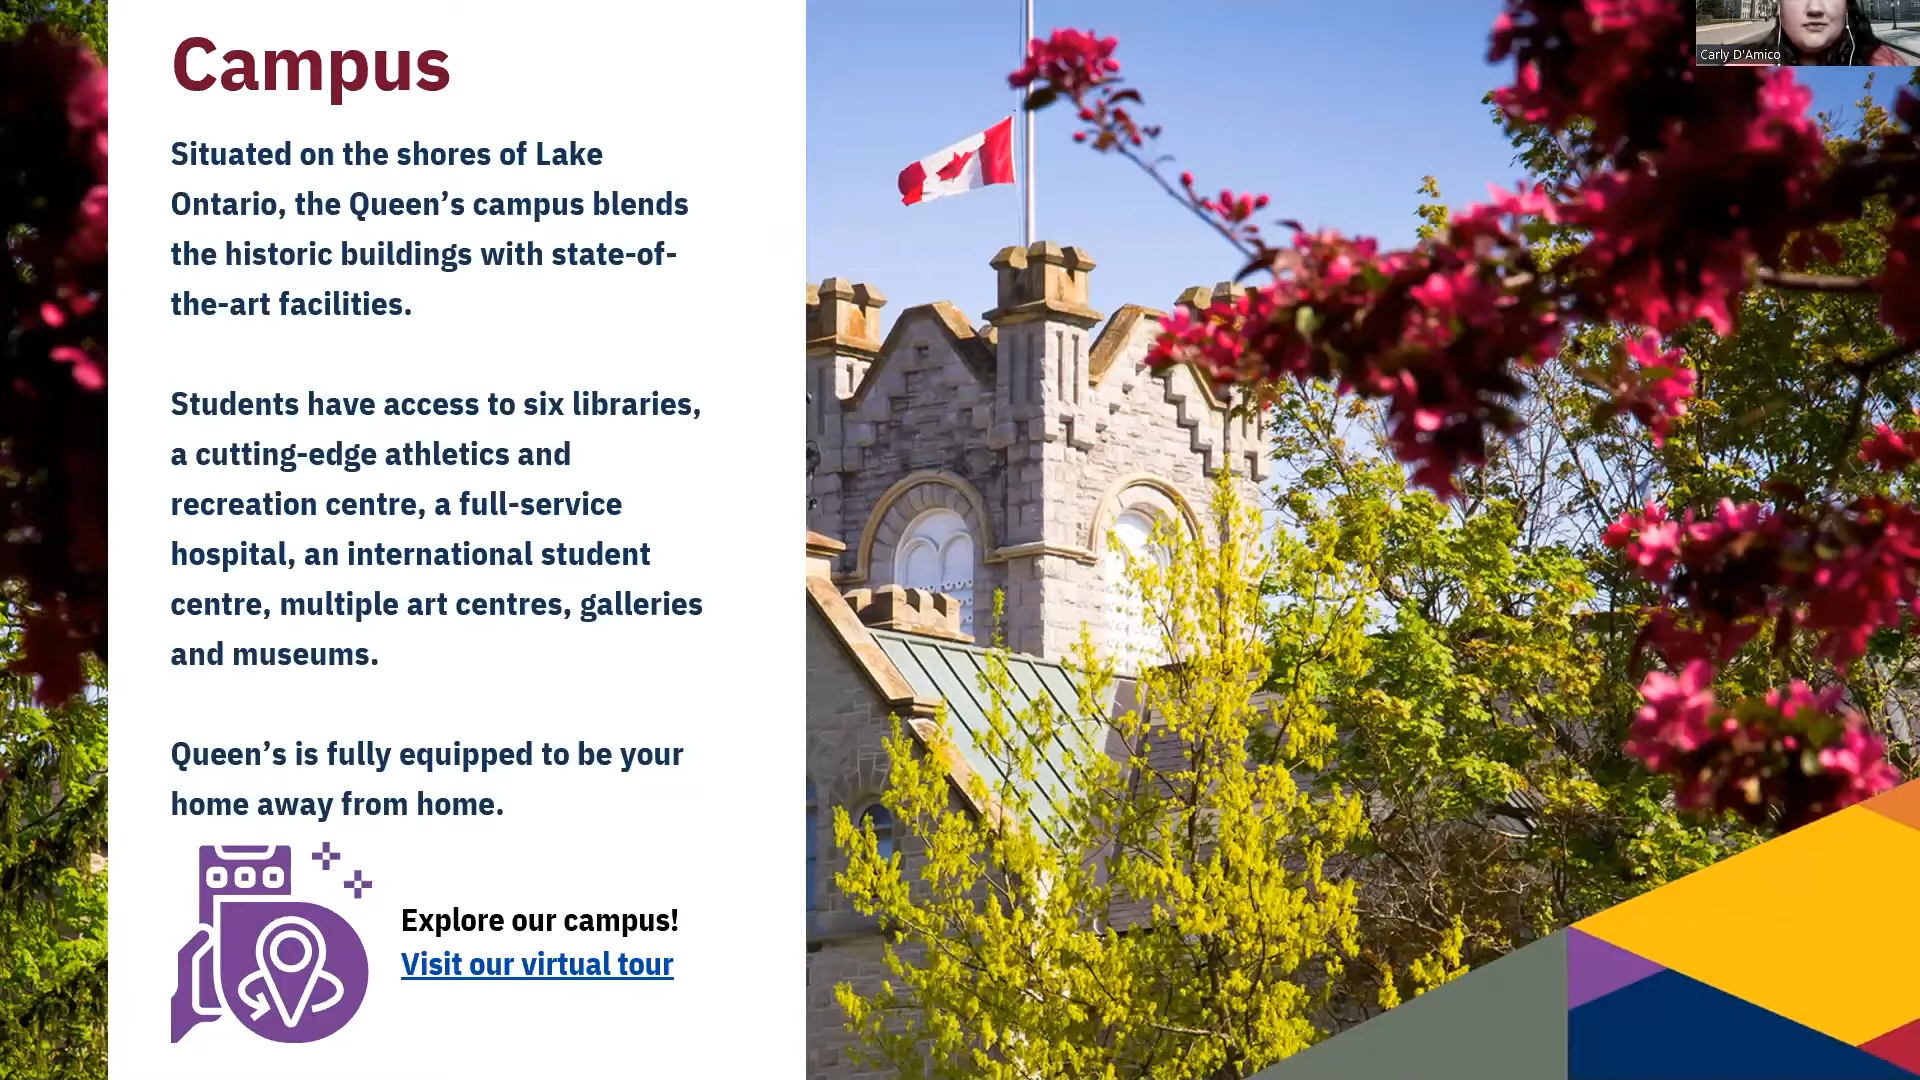 Campus
Situated on the shores of Lake
Ontario, the Queen’s campus blends
the historic buildings with state-of-
the-art facilities.
Students have access to six libraries,
a cutting-edge athletics and
recreation centre, a full-service
hospital, an international student
centre, multiple art centres, galleries
and museums.
Queen’s is fully equipped to be your
home away from home.
Explore our campus!
Visit our virtual tour
Carly D'Amico